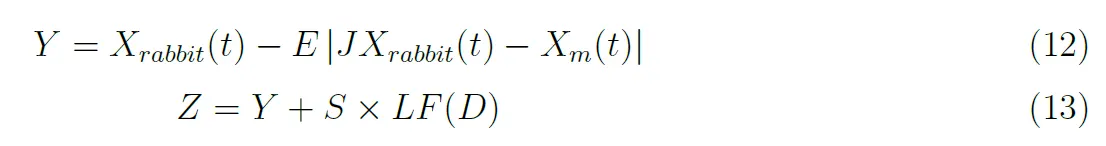 Y = X_{rabbit}(t) − E |JX_{rabbit}(t) − X_m(t)| (12)
Z = Y + S × LF(D) (13)